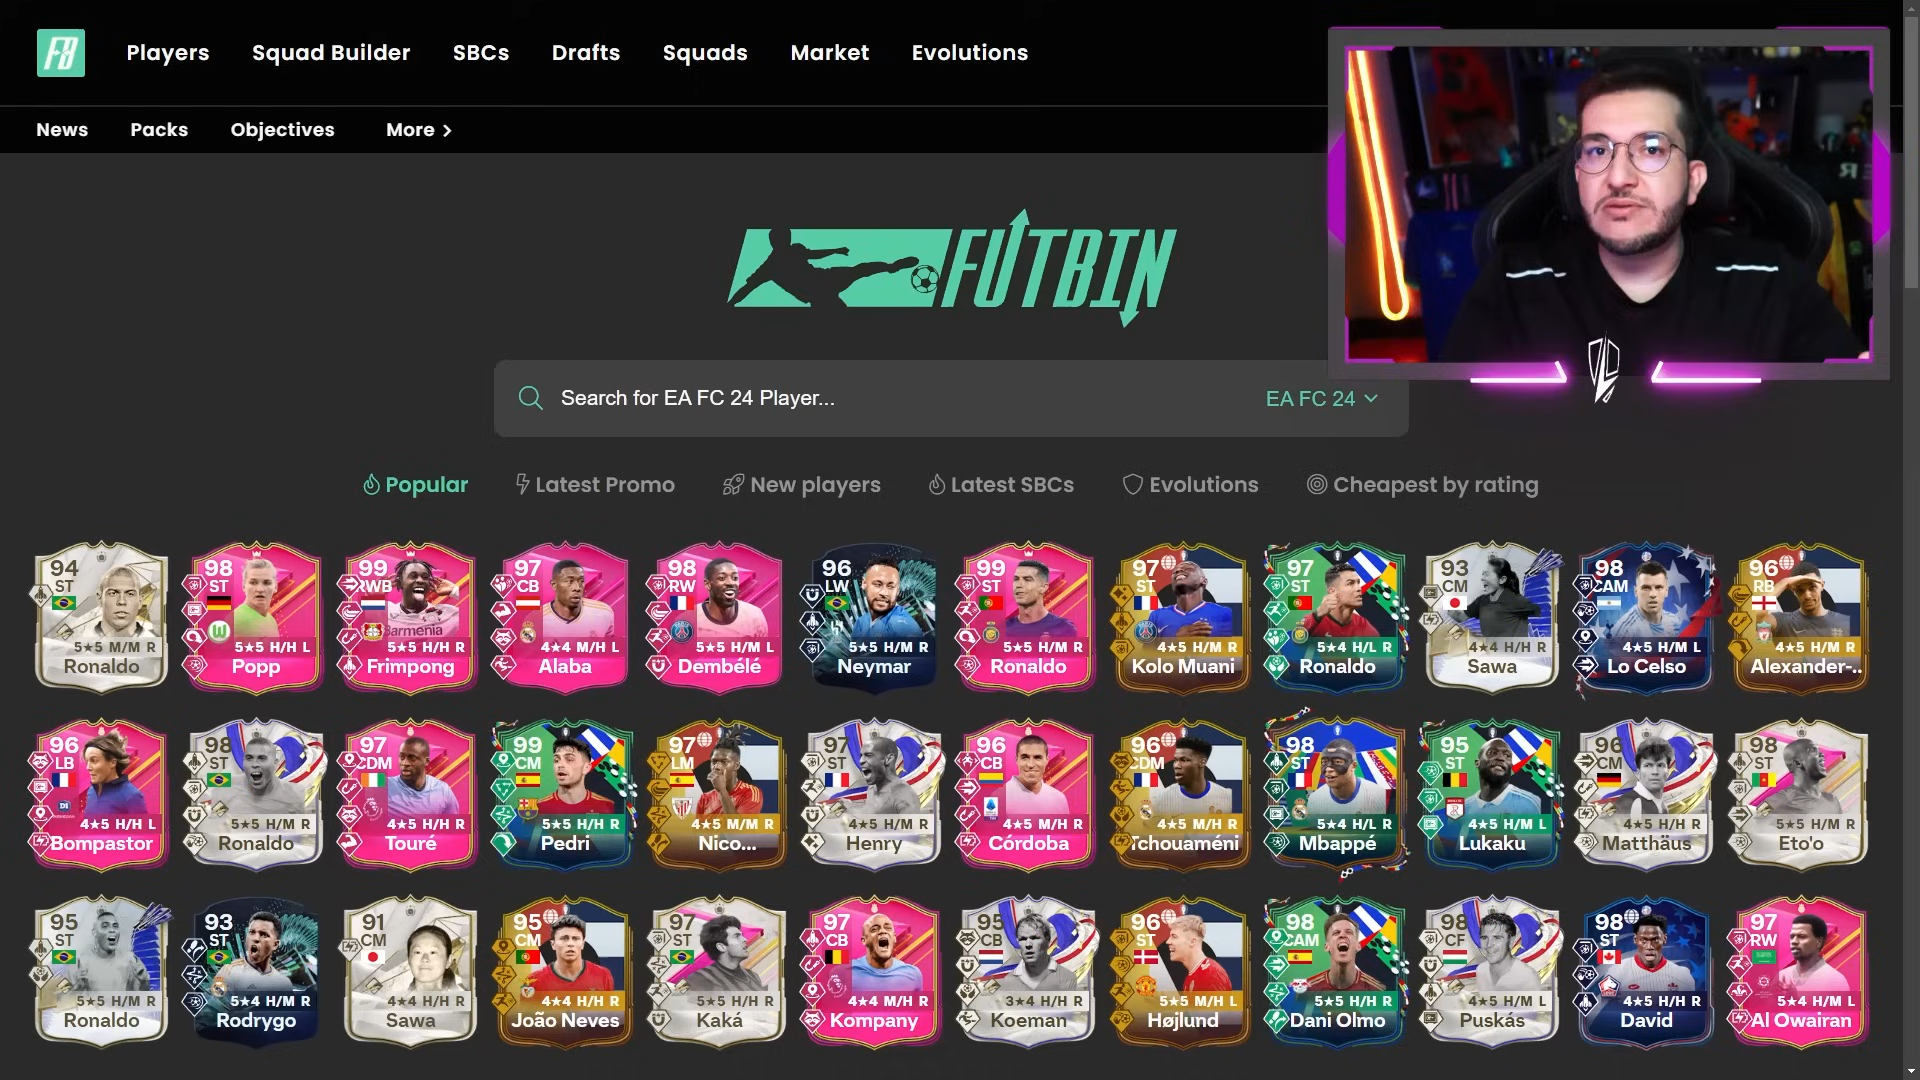 Players Squad Builder SBCs Drafts Squads Market Evolutions
News Packs Objectives More
FUTBIN
Search for EA FC 24 Player... EA FC 24
Popular Latest Promo New players Latest SBCs Evolutions Cheapest by rating
94 98 99 97 98 96 99 97 97 93 98 96
ST ST RWB CB RW LW ST ST ST CM CAM RB
5★5 M/M R 5★5 H/H L 5★5 H/H R 4★4 M/H L 5★5 H/M L 5★5 H/M R 5★5 H/M R 4★5 H/M R 5★4 H/L R 4★4 H/H R 4★5 H/M L 4★5 H/M R
Ronaldo Popp Frimpong Alaba Dembélé Neymar Ronaldo Kolo Muani Ronaldo Sawa Lo Celso Alexander-..
96 98 97 99 97 97 96 96 98 95 96 98
LB ST CDM CM LM ST CB CDM ST ST CM ST
4★5 H/H L 5★5 H/M R 4★5 H/H R 5★5 H/H R 4★5 M/M R 4★5 H/M R 4★5 M/H R 4★5 M/H R 5★4 H/L R 4★5 H/M L 4★5 H/H R 5★5 H/M R
Bompastor Ronaldo Touré Pedri Nico... Henry Córdoba Tchouaméni Mbappé Lukaku Matthäus Eto'o
95 93 91 95 97 97 95 96 98 98 98 97
ST ST CM CM ST CB CB ST CAM CF ST RW
5★5 H/M R 5★4 H/M R 4★4 H/H R 4★4 H/H R 5★5 H/H R 4★4 M/H R 3★4 H/H R 5★5 M/H L 5★5 H/H R 4★5 H/M L 4★5 H/H R 5★4 H/M L
Ronaldo Rodrygo Sawa João Neves Kaká Kompany Koeman Højlund Dani Olmo Puskás David Al Owairan